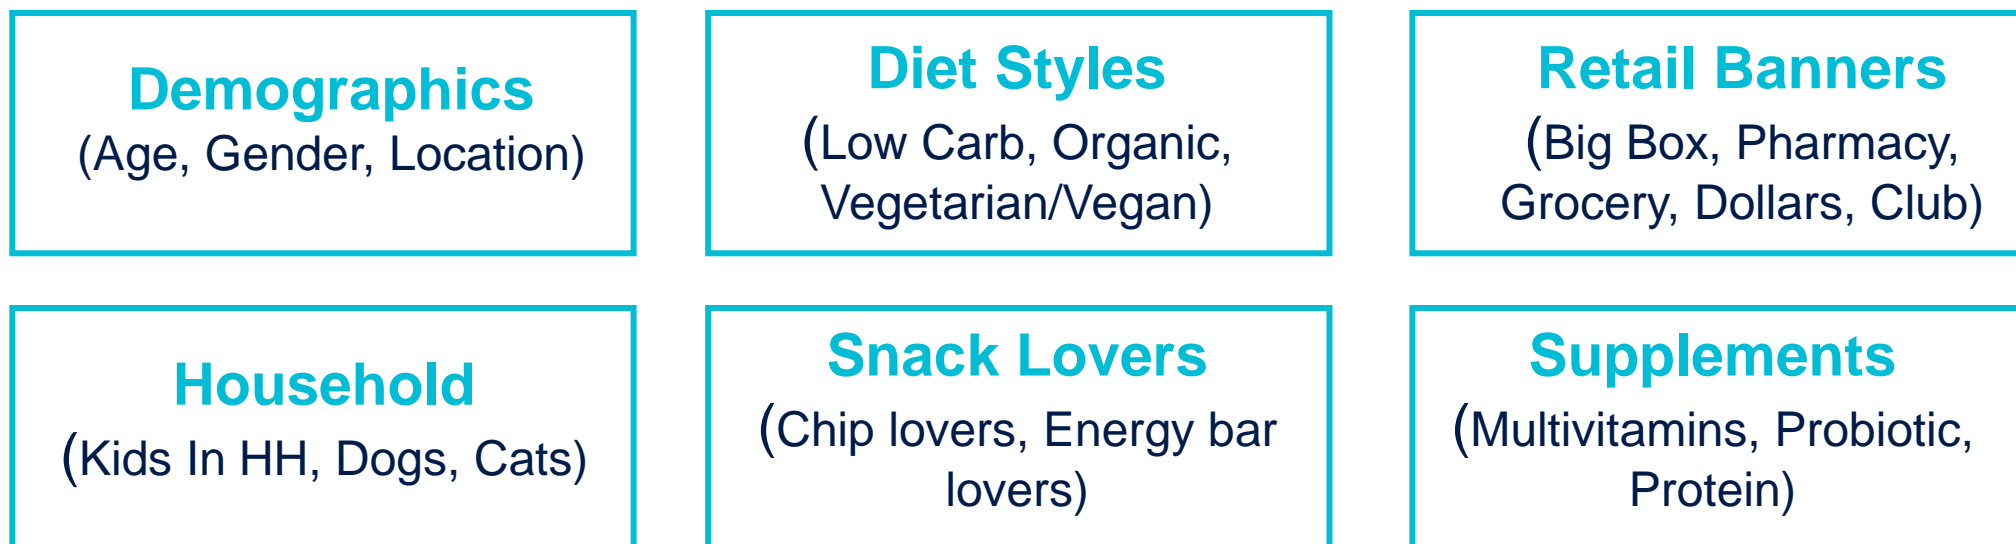 Demographics
(Age, Gender, Location)
Diet Styles
(Low Carb, Organic,
Vegetarian/Vegan)
Retail Banners
(Big Box, Pharmacy,
Grocery, Dollars, Club)
Household
(Kids In HH, Dogs, Cats)
Snack Lovers
(Chip lovers, Energy bar
lovers)
Supplements
(Multivitamins, Probiotic,
Protein)